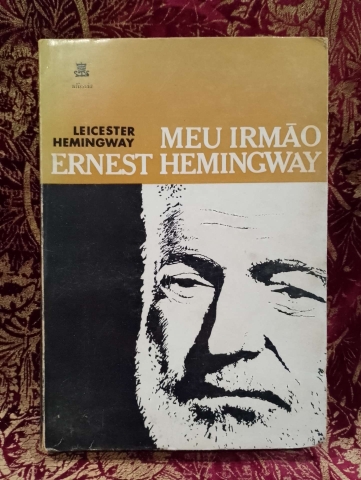 LEICESTER
HEMINGWAY
MEU IRMÃO
ERNEST HEMINGWAY